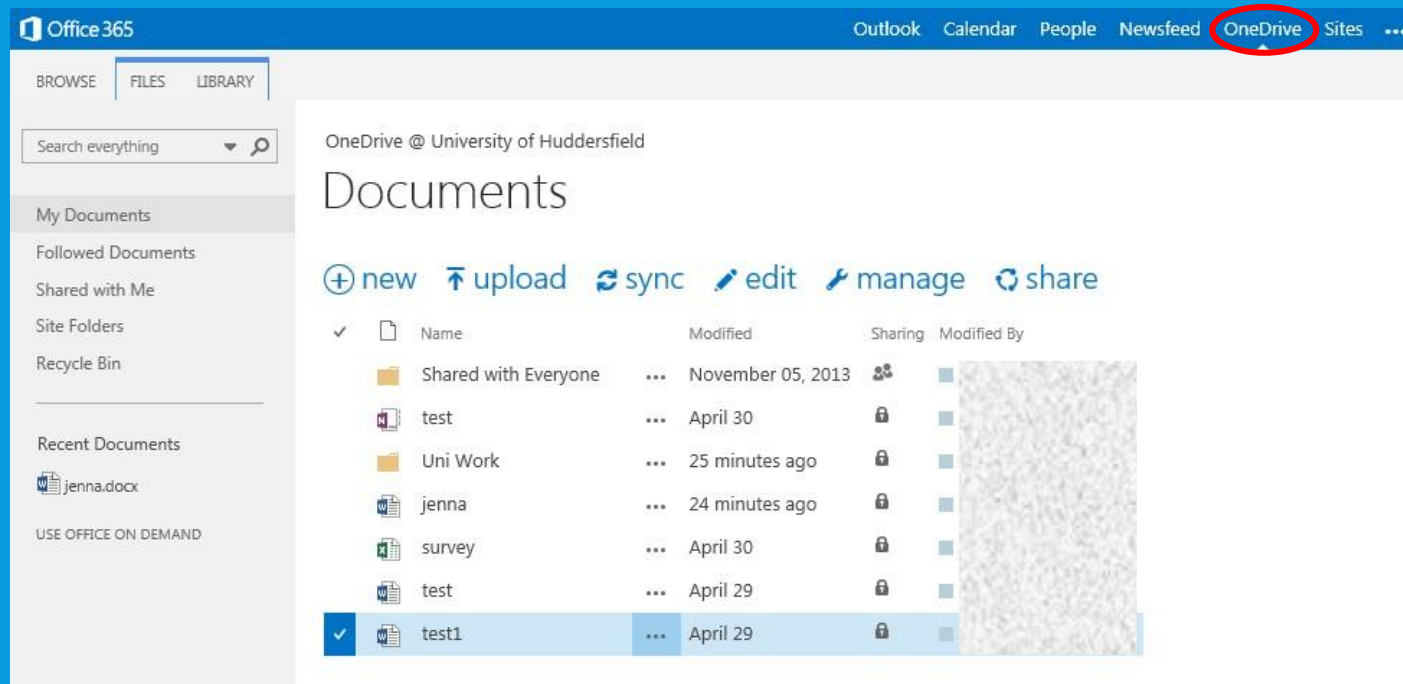 Office 365 Outlook Calendar People Newsfeed OneDrive Sites •••
BROWSE FILES LIBRARY
Search everything
My Documents
Followed Documents
Shared with Me
Site Folders
Recycle Bin
Recent Documents
jenna.docx
USE OFFICE ON DEMAND
OneDrive @ University of Huddersfield
Documents
new upload sync edit manage share
Name Modified Sharing Modified By
Shared with Everyone ••• November 05, 2013
test ••• April 30
Uni Work ••• 25 minutes ago
jenna ••• 24 minutes ago
survey ••• April 30
test ••• April 29
test1 ••• April 29